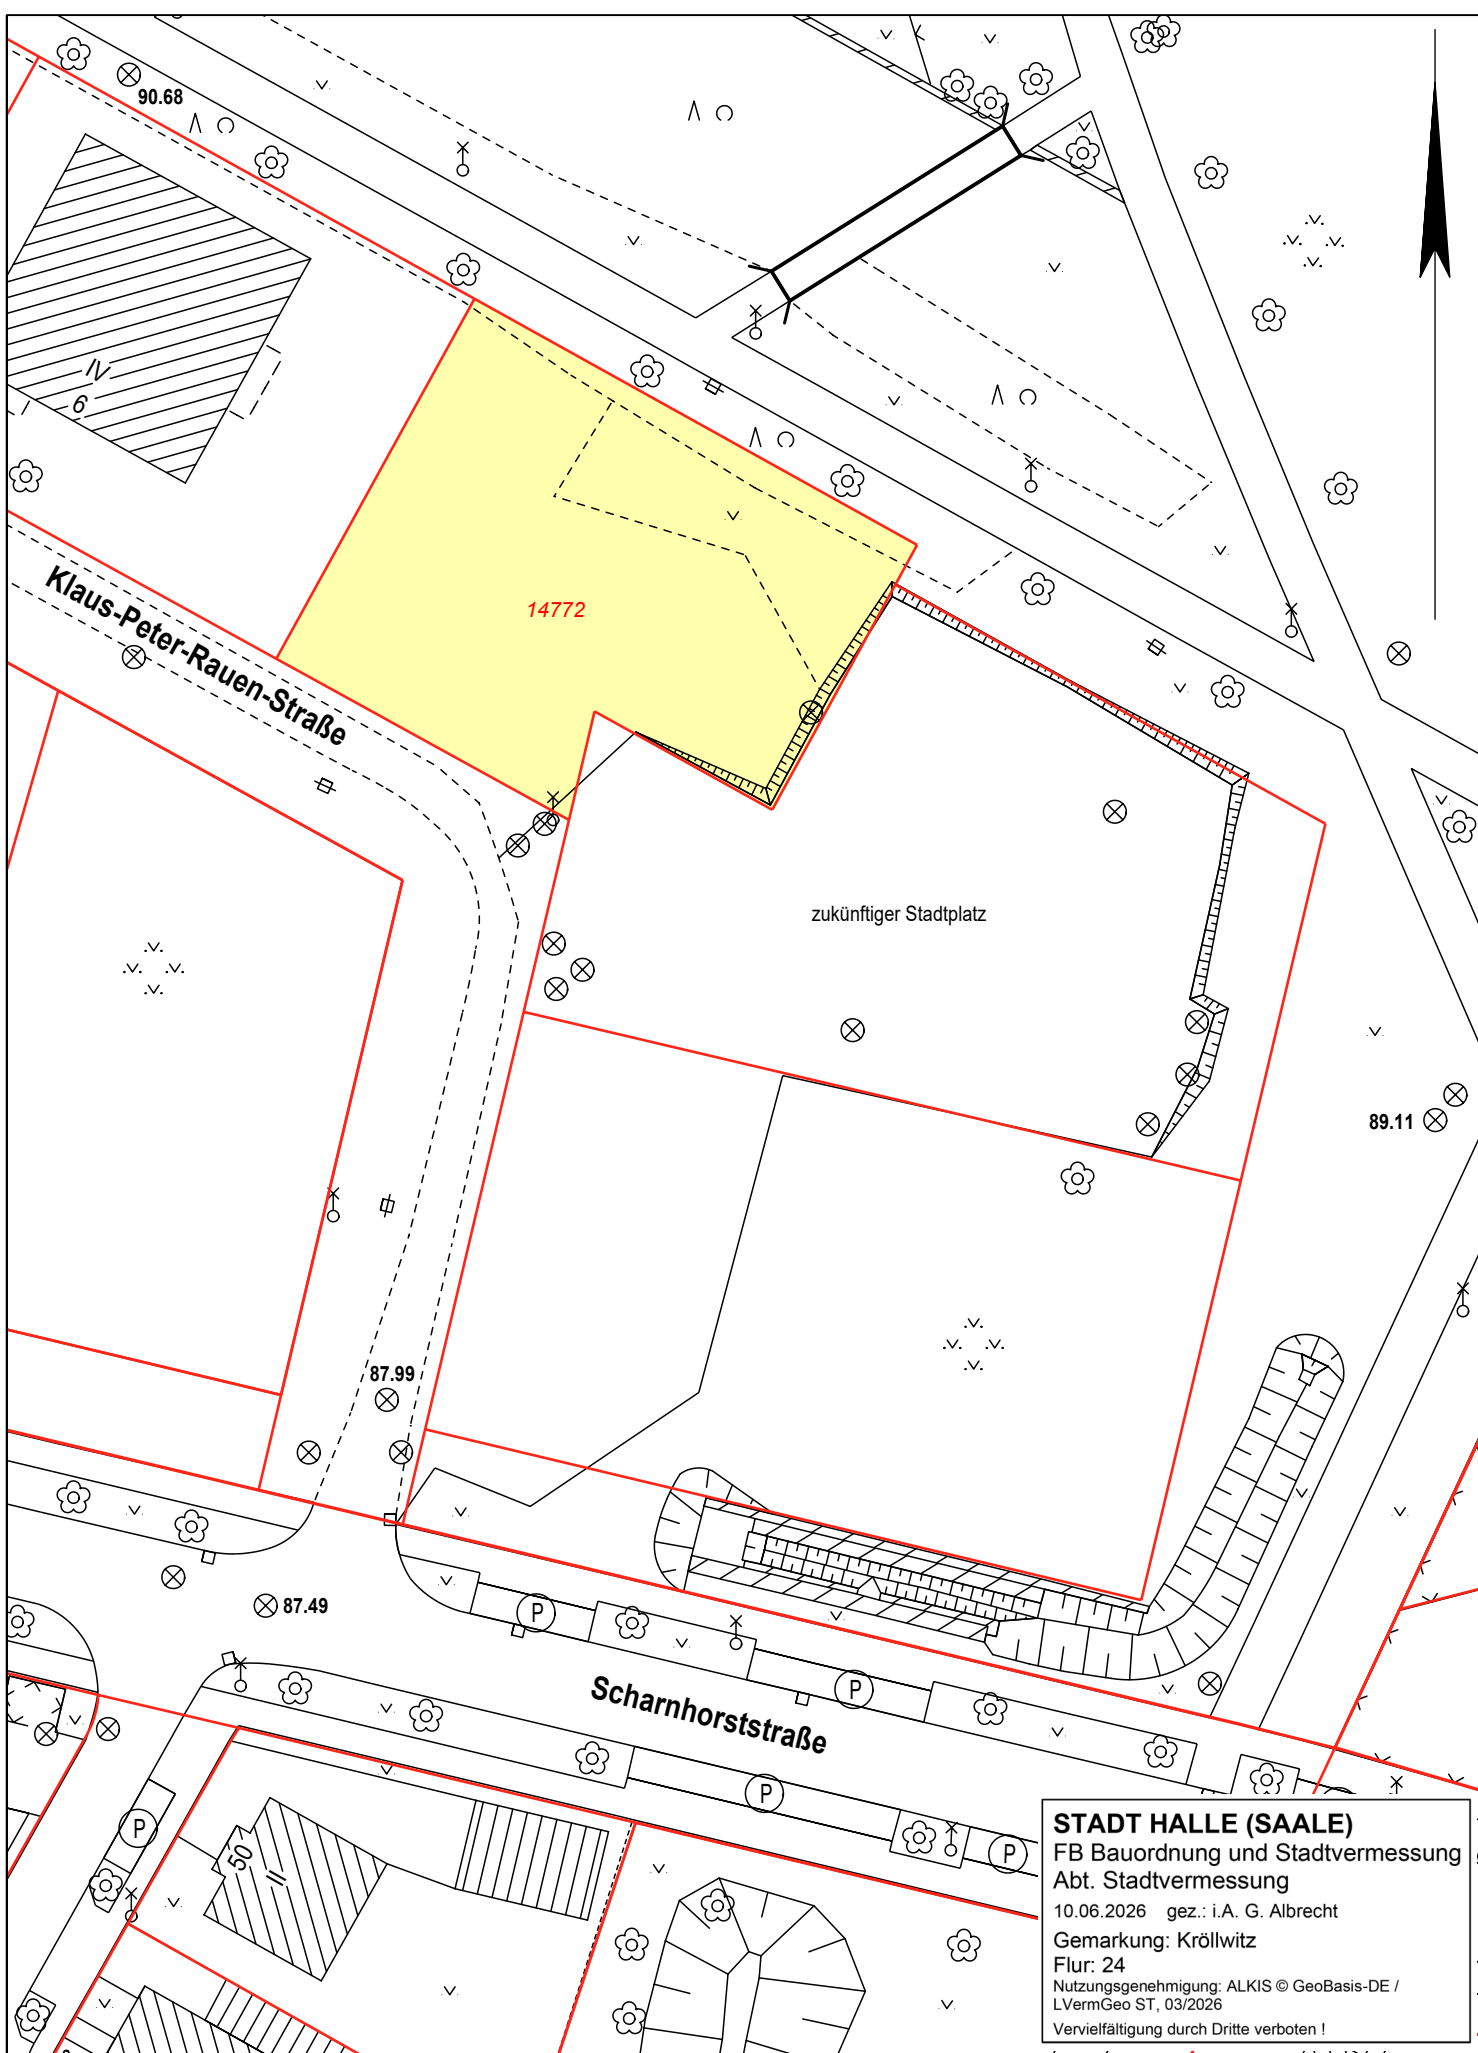 90.68
IV
6
Klaus-Peter-Rauen-Straße
14772
zukünftiger Stadtplatz
89.11
87.99
87.49
P
P
Scharnhorststraße
P
P
P
50
II
STADT HALLE (SAALE)
FB Bauordnung und Stadtvermessung
Abt. Stadtvermessung
10.06.2026 gez.: i.A. G. Albrecht
Gemarkung: Kröllwitz
Flur: 24
Nutzungsgenehmigung: ALKIS © GeoBasis-DE /
LVermGeo ST, 03/2026
Vervielfältigung durch Dritte verboten !